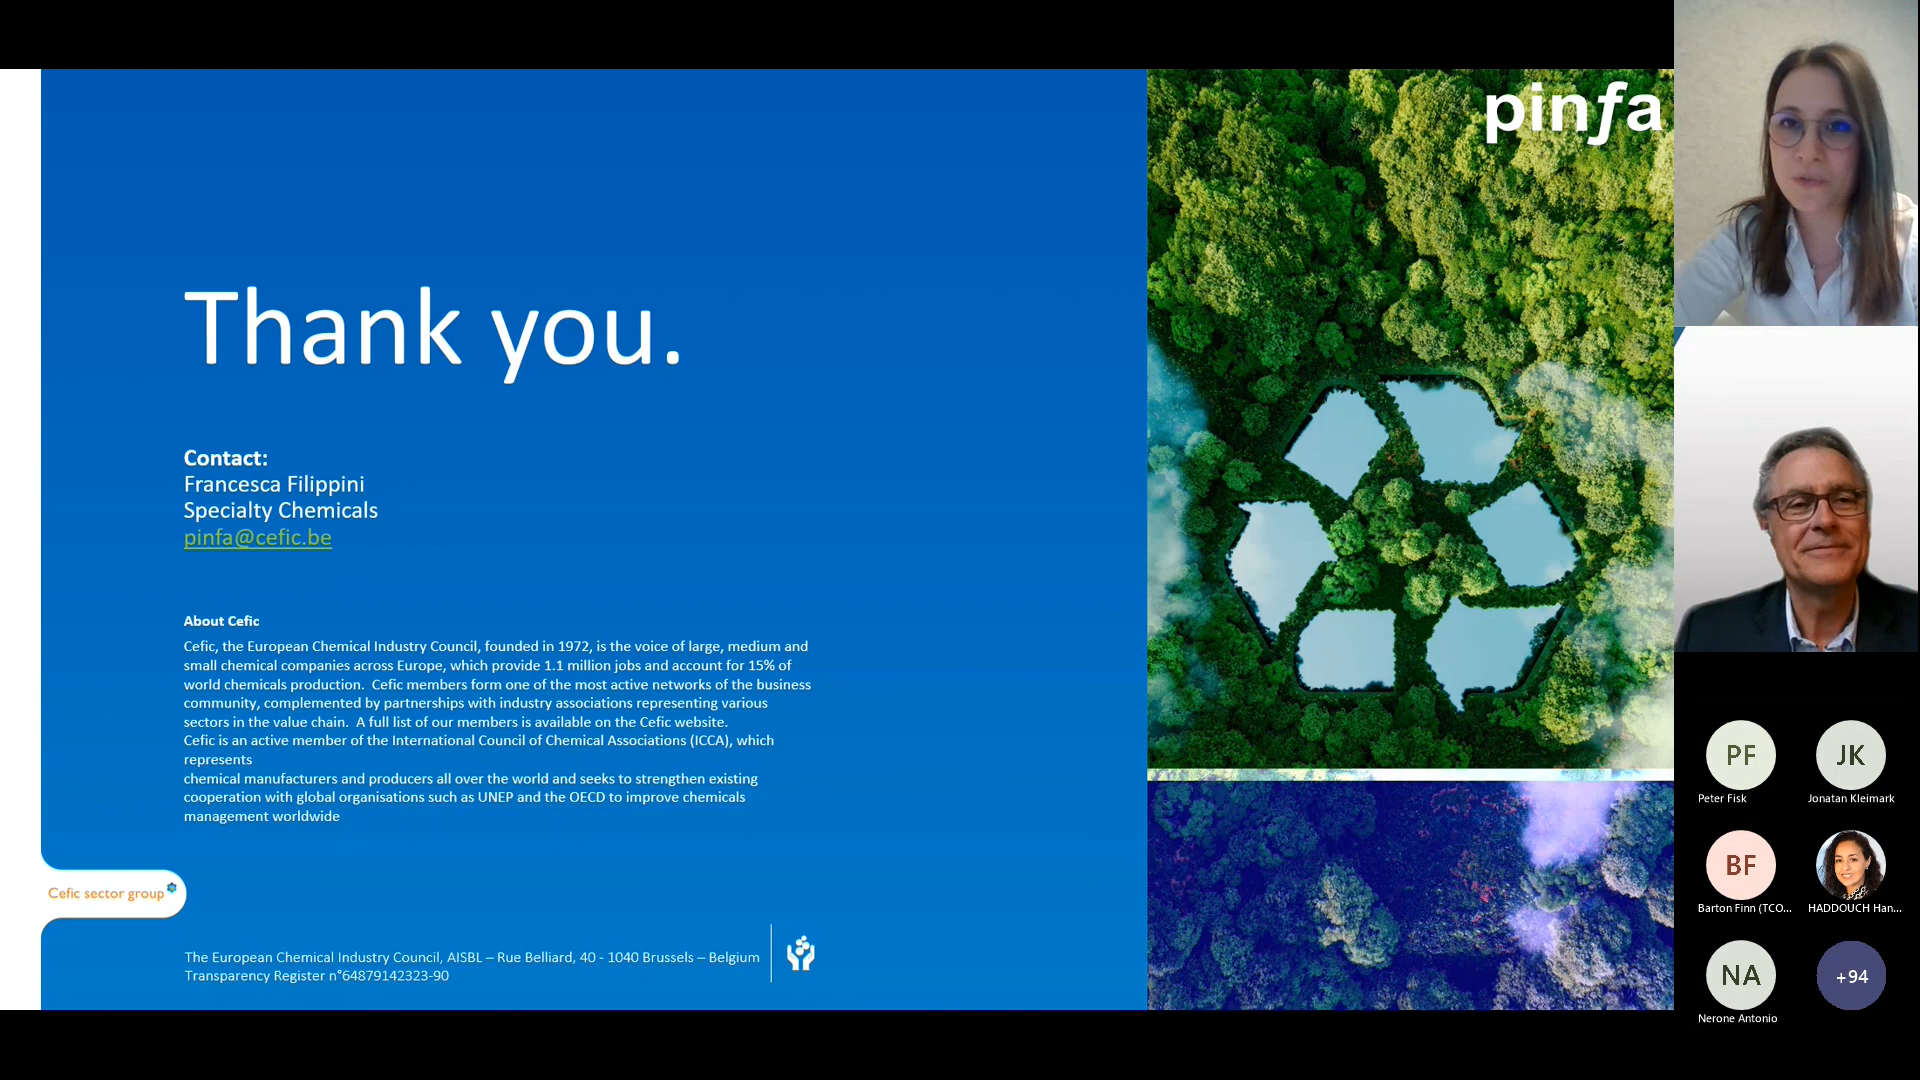 pinfa
Thank you.
Contact:
Francesca Filippini
Specialty Chemicals
pinfa@cefic.be
About Cefic
Cefic, the European Chemical Industry Council, founded in 1972, is the voice of large, medium and
small chemical companies across Europe, which provide 1.1 million jobs and account for 15% of
world chemicals production.  Cefic members form one of the most active networks of the business
community, complemented by partnerships with industry associations representing various
sectors in the value chain.  A full list of our members is available on the Cefic website.
Cefic is an active member of the International Council of Chemical Associations (ICCA), which
represents
chemical manufacturers and producers all over the world and seeks to strengthen existing
cooperation with global organisations such as UNEP and the OECD to improve chemicals
management worldwide
Cefic sector group
The European Chemical Industry Council, AISBL – Rue Belliard, 40 - 1040 Brussels – Belgium
Transparency Register n°64879142323-90
PF
JK
Peter Fisk
Jonatan Kleimark
BF
Barton Finn (TCO...
HADDOUCH Han...
NA
+94
Nerone Antonio